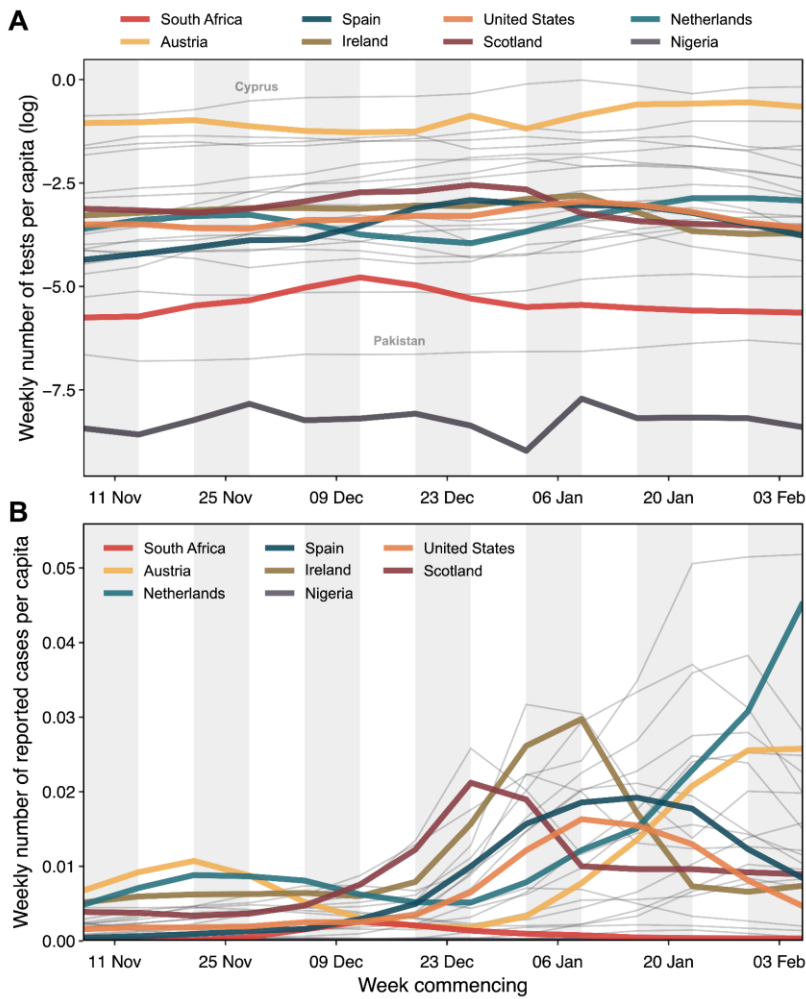 A
South Africa Spain United States Netherlands
Austria Ireland Scotland Nigeria
Weekly number of tests per capita (log)
0.0
−2.5
−5.0
−7.5
Cyprus
Pakistan
11 Nov 25 Nov 09 Dec 23 Dec 06 Jan 20 Jan 03 Feb
B
South Africa Spain United States
Austria Ireland Scotland
Netherlands Nigeria
Weekly number of reported cases per capita
0.05
0.04
0.03
0.02
0.01
0.00
11 Nov 25 Nov 09 Dec 23 Dec 06 Jan 20 Jan 03 Feb
Week commencing